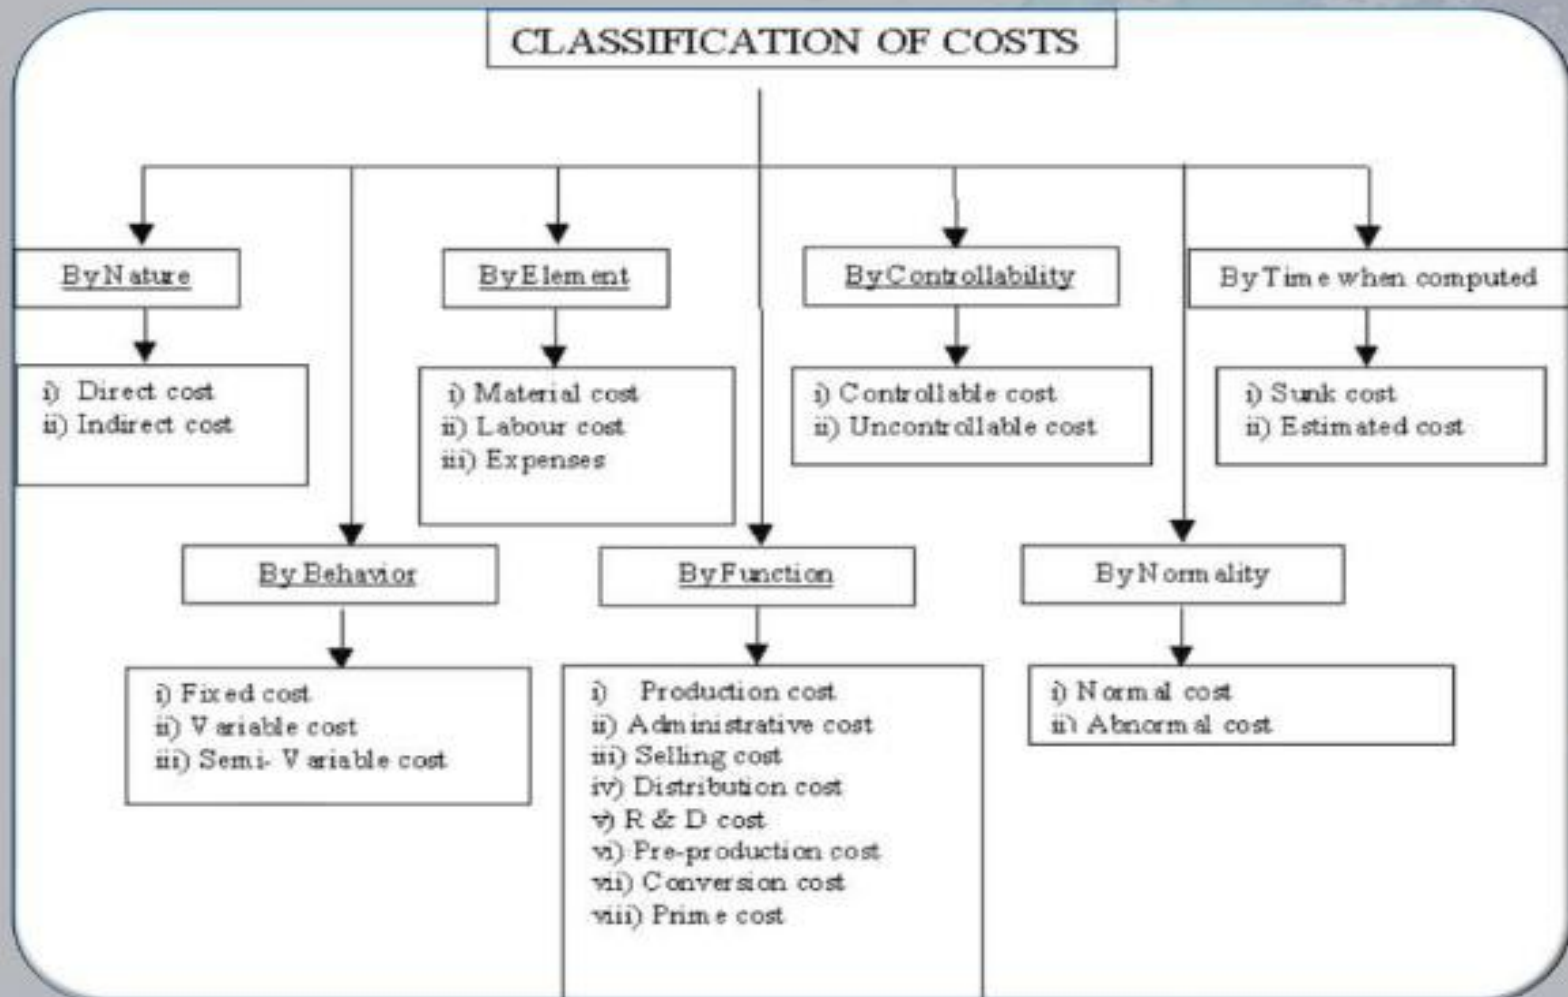 CLASSIFICATION OF COSTS
By Nature
i) Direct cost
ii) Indirect cost
By Element
i) Material cost
ii) Labour cost
iii) Expenses
By Controllability
i) Controllable cost
ii) Uncontrollable cost
By Time when computed
i) Sunk cost
ii) Estimated cost
By Behavior
i) Fixed cost
ii) Variable cost
iii) Semi- Variable cost
By Function
i) Production cost
ii) Administrative cost
iii) Selling cost
iv) Distribution cost
v) R & D cost
vi) Pre-production cost
vii) Conversion cost
viii) Prime cost
By Normality
i) Normal cost
ii) Abnormal cost